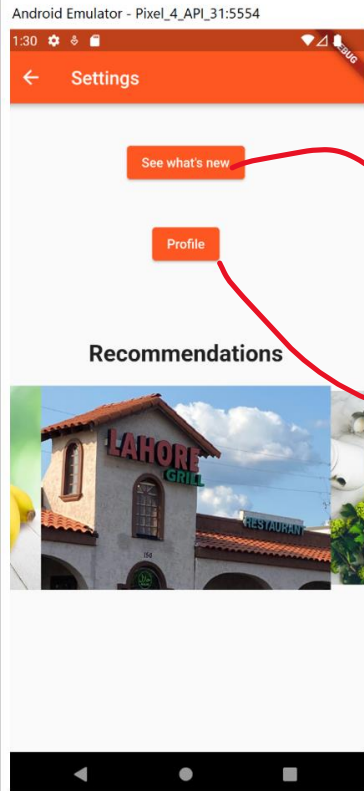 Android Emulator - Pixel_4_API_31:5554
1:30
DEBUG
Settings
See what's new
Profile
Recommendations
LAHORE
GRILL
RESTAURANT